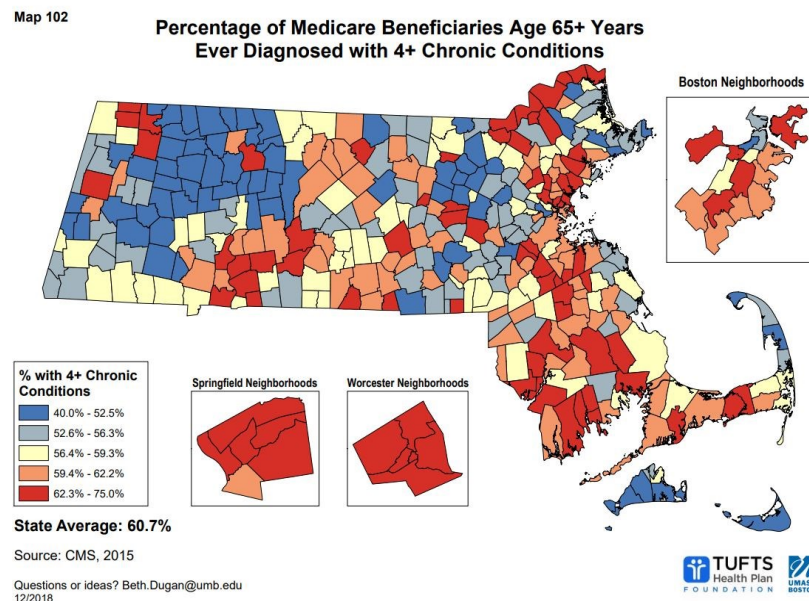 Map 102
Percentage of Medicare Beneficiaries Age 65+ Years
Ever Diagnosed with 4+ Chronic Conditions
Boston Neighborhoods
% with 4+ Chronic
Conditions
40.0% - 52.5%
52.6% - 56.3%
56.4% - 59.3%
59.4% - 62.2%
62.3% - 75.0%
Springfield Neighborhoods
Worcester Neighborhoods
State Average: 60.7%
Source: CMS, 2015
Questions or ideas? Beth.Dugan@umb.edu
12/2018
TUFTS
Health Plan
FOUNDATION
UMAS
BOSTO